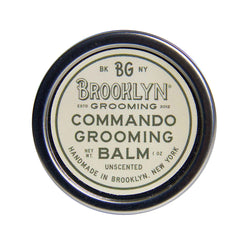 BK BG NY
BROOKLYN
ESTD GROOMING 2012
COMMANDO
GROOMING
NET WT. BALM 1 OZ
UNSCENTED
HANDMADE IN BROOKLYN, NEW YORK